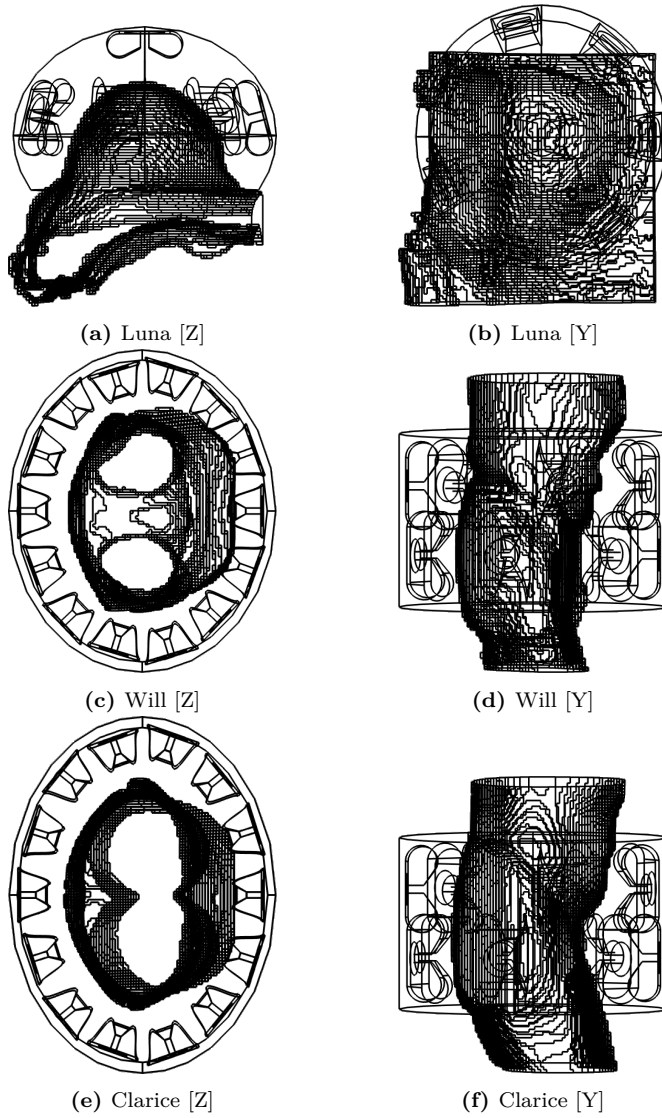 (a) Luna [Z]
(b) Luna [Y]
(c) Will [Z]
(d) Will [Y]
(e) Clarice [Z]
(f) Clarice [Y]